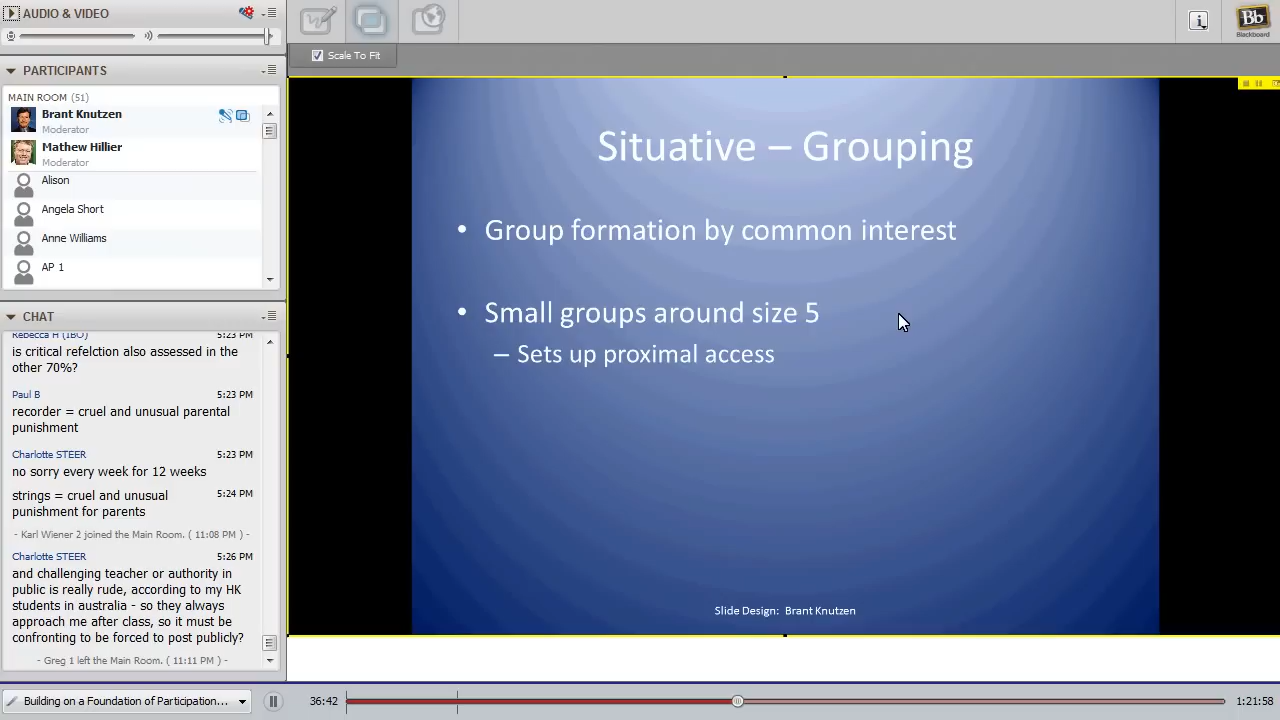 AUDIO & VIDEO
PARTICIPANTS
MAIN ROOM (51)
Brant Knutzen
Moderator
Mathew Hillier
Moderator
Alison
Angela Short
Anne Williams
AP 1
CHAT
Rebecca H (IBO) 5:23 PM
is critical refelction also assessed in the
other 70%?
Paul B 5:23 PM
recorder = cruel and unusual parental
punishment
Charlotte STEER 5:23 PM
no sorry every week for 12 weeks
strings = cruel and unusual 5:24 PM
punishment for parents
- Karl Wiener 2 joined the Main Room. ( 11:08 PM ) -
Charlotte STEER 5:26 PM
and challenging teacher or authority in
public is really rude, according to my HK
students in australia - so they always
approach me after class, so it must be
confronting to be forced to post publicly?
- Greg 1 left the Main Room. ( 11:11 PM ) -
Building on a Foundation of Participation...
Scale To Fit
i
Bb
Blackboard
Situative – Grouping
• Group formation by common interest
• Small groups around size 5
– Sets up proximal access
Slide Design: Brant Knutzen
36:42
1:21:58